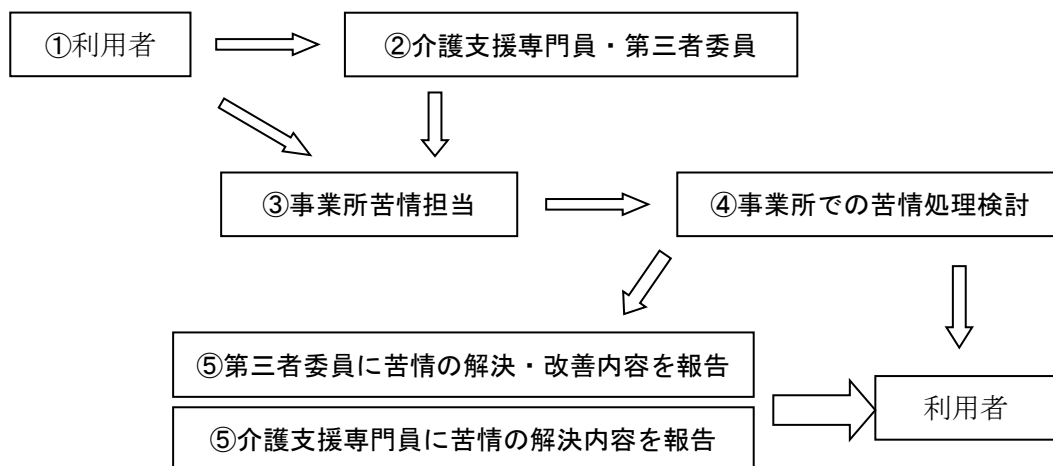 ①利用者
②介護支援専門員・第三者委員
③事業所苦情担当
④事業所での苦情処理検討
⑤第三者委員に苦情の解決・改善内容を報告
⑤介護支援専門員に苦情の解決内容を報告
利用者